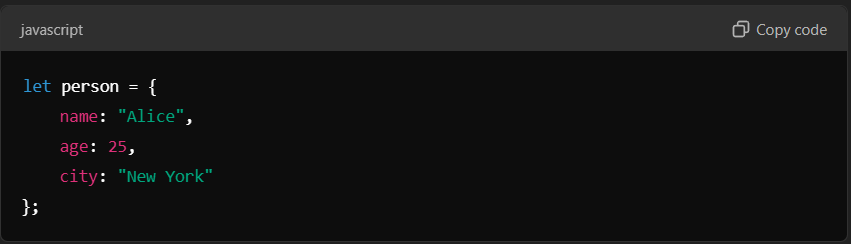 javascript
Copy code
let person = {
    name: "Alice",
    age: 25,
    city: "New York"
};